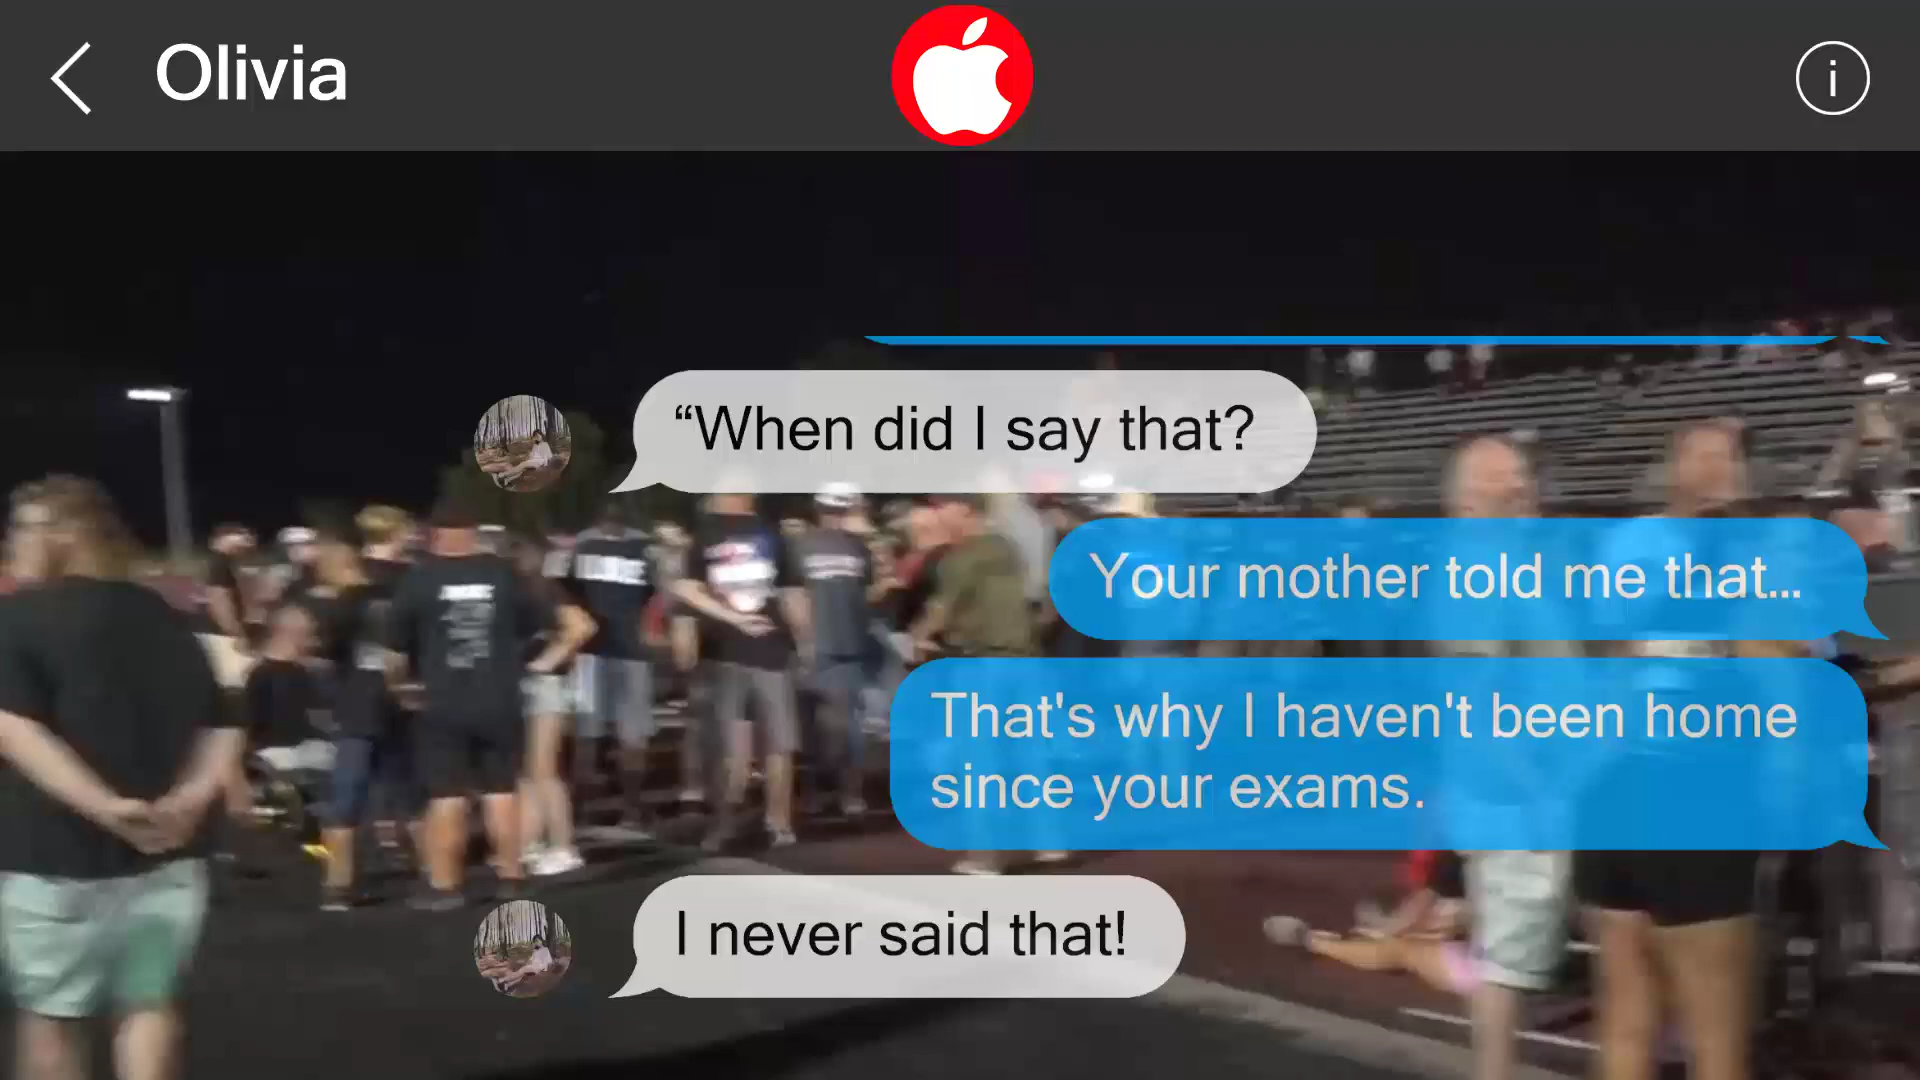 Olivia
“When did I say that?
Your mother told me that...
That's why I haven't been home
since your exams.
I never said that!